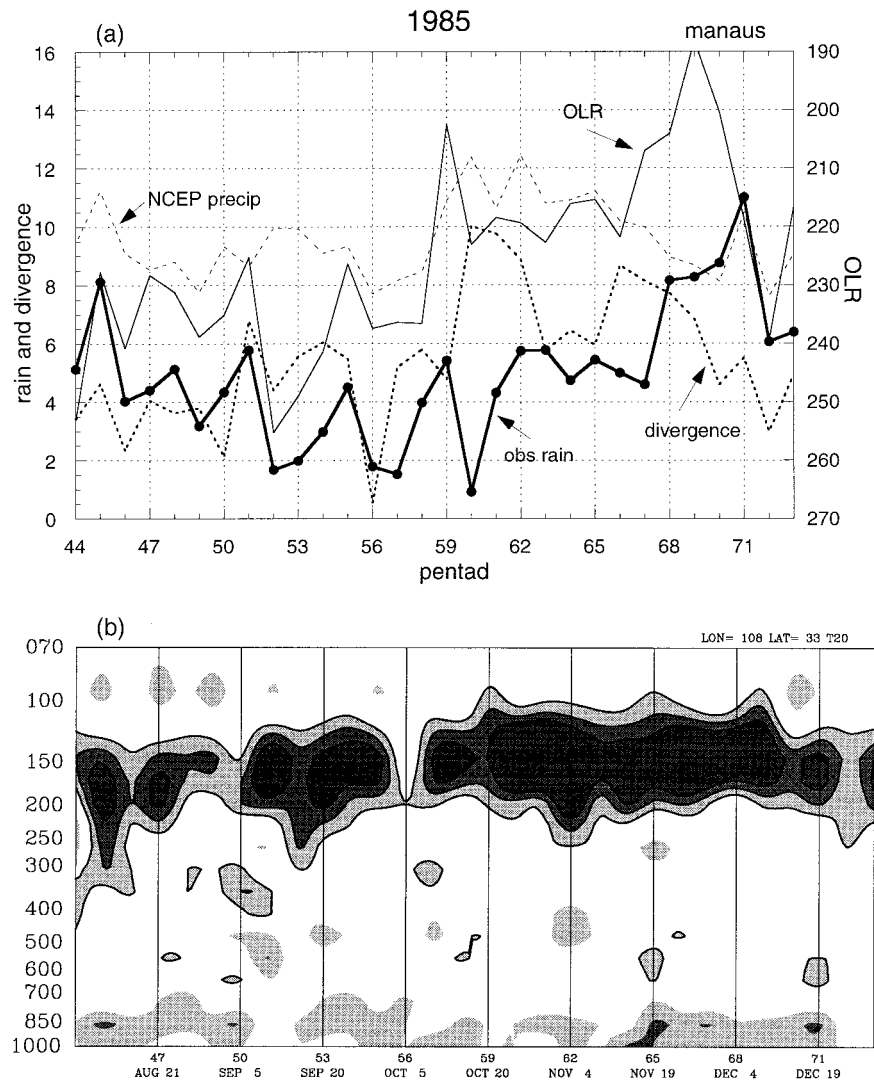 1985
(a)
manaus
16
14
12
10
8
6
4
2
0
rain and divergence
190
200
210
220
230
240
250
260
270
OLR
OLR
NCEP precip
obs rain
divergence
44 47 50 53 56 59 62 65 68 71
pentad
(b)
LON= 108 LAT= 33 T20
070
100
150
200
250
300
400
500
600
700
850
1000
47 50 53 56 59 62 65 68 71
AUG 21 SEP 5 SEP 20 OCT 5 OCT 20 NOV 4 NOV 19 DEC 4 DEC 19